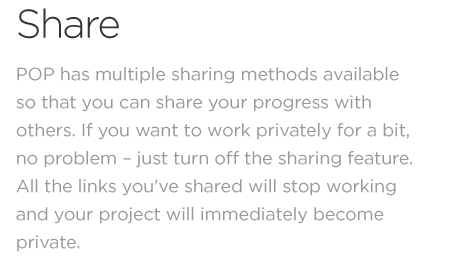 Share
POP has multiple sharing methods available
so that you can share your progress with
others. If you want to work privately for a bit,
no problem – just turn off the sharing feature.
All the links you've shared will stop working
and your project will immediately become
private.